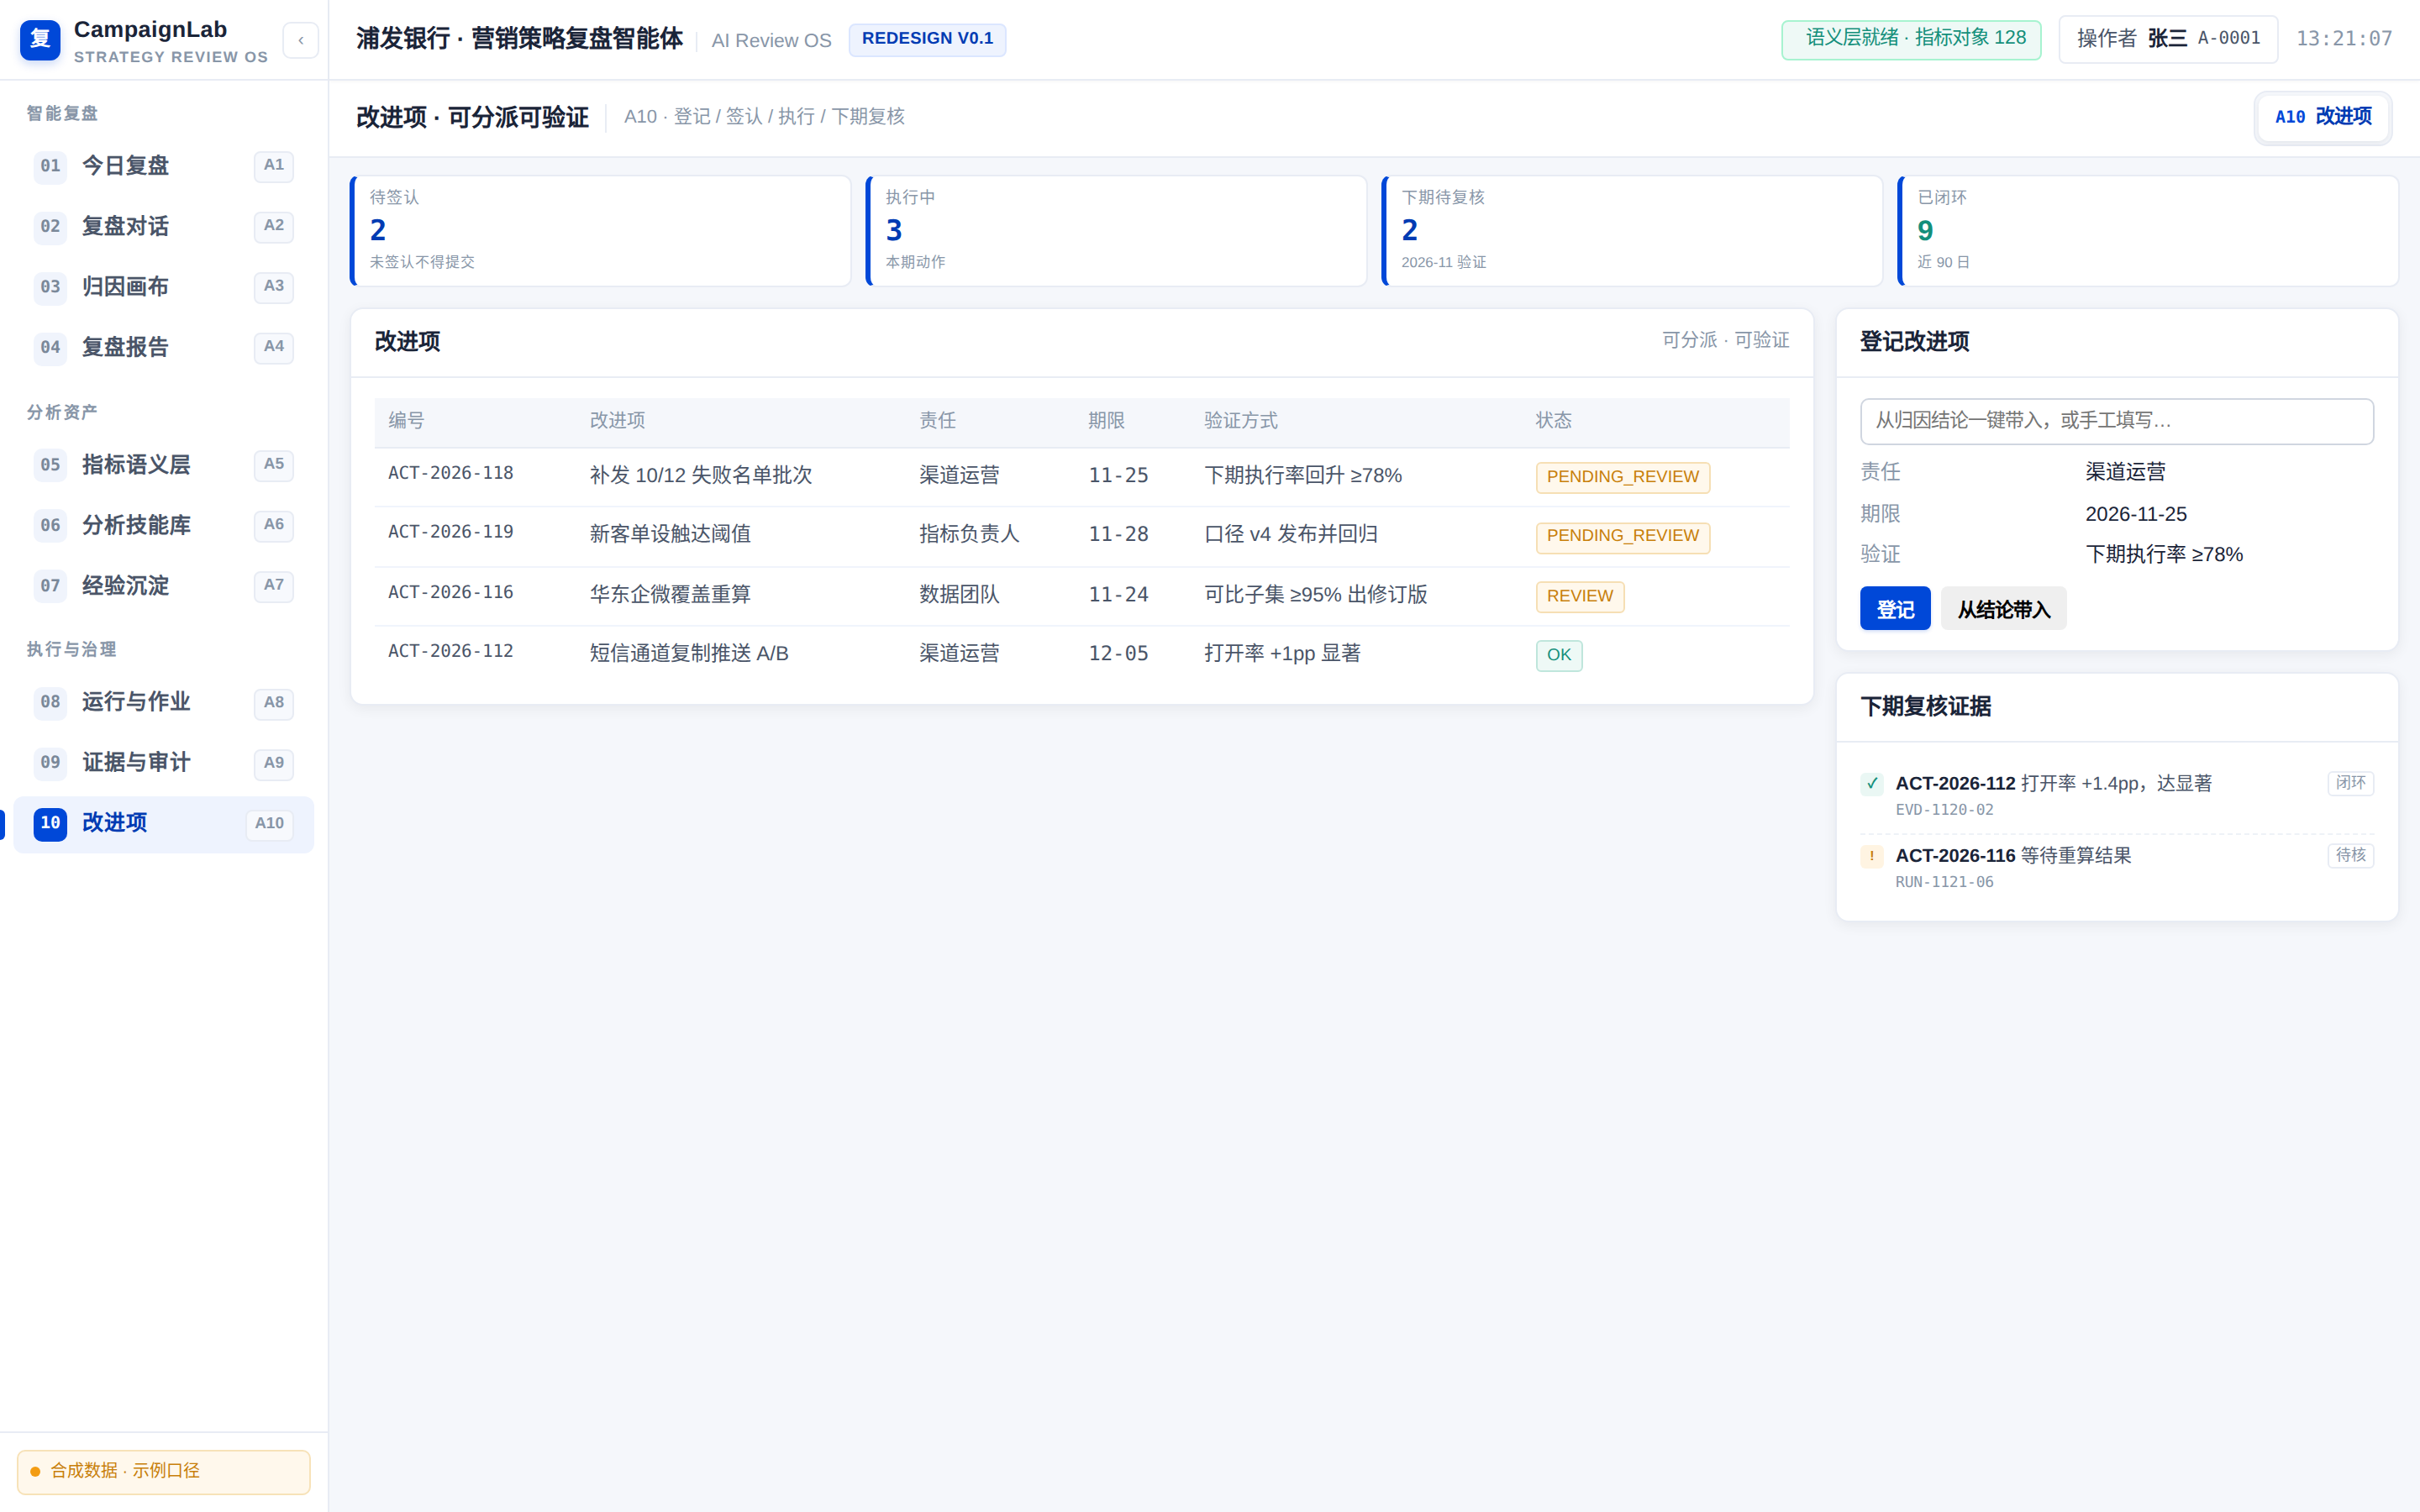 复 CampaignLab
STRATEGY REVIEW OS
‹
浦发银行 · 营销策略复盘智能体 AI Review OS REDESIGN V0.1
语义层就绪 · 指标对象 128
操作者 张三 A-0001
13:21:07
智能复盘
01 今日复盘 A1
02 复盘对话 A2
03 归因画布 A3
04 复盘报告 A4
分析资产
05 指标语义层 A5
06 分析技能库 A6
07 经验沉淀 A7
执行与治理
08 运行与作业 A8
09 证据与审计 A9
10 改进项 A10
合成数据 · 示例口径
改进项 · 可分派可验证 A10 · 登记 / 签认 / 执行 / 下期复核
A10 改进项
待签认
2
未签认不得提交
执行中
3
本期动作
下期待复核
2
2026-11 验证
已闭环
9
近 90 日
改进项 可分派 · 可验证
编号 改进项 责任 期限 验证方式 状态
ACT-2026-118 补发 10/12 失败名单批次 渠道运营 11-25 下期执行率回升 ≥78% PENDING_REVIEW
ACT-2026-119 新客单设触达阈值 指标负责人 11-28 口径 v4 发布并回归 PENDING_REVIEW
ACT-2026-116 华东企微覆盖重算 数据团队 11-24 可比子集 ≥95% 出修订版 REVIEW
ACT-2026-112 短信通道复制推送 A/B 渠道运营 12-05 打开率 +1pp 显著 OK
登记改进项
从归因结论一键带入，或手工填写…
责任 渠道运营
期限 2026-11-25
验证 下期执行率 ≥78%
登记 从结论带入
下期复核证据
✓ ACT-2026-112 打开率 +1.4pp，达显著 闭环
EVD-1120-02
! ACT-2026-116 等待重算结果 待核
RUN-1121-06